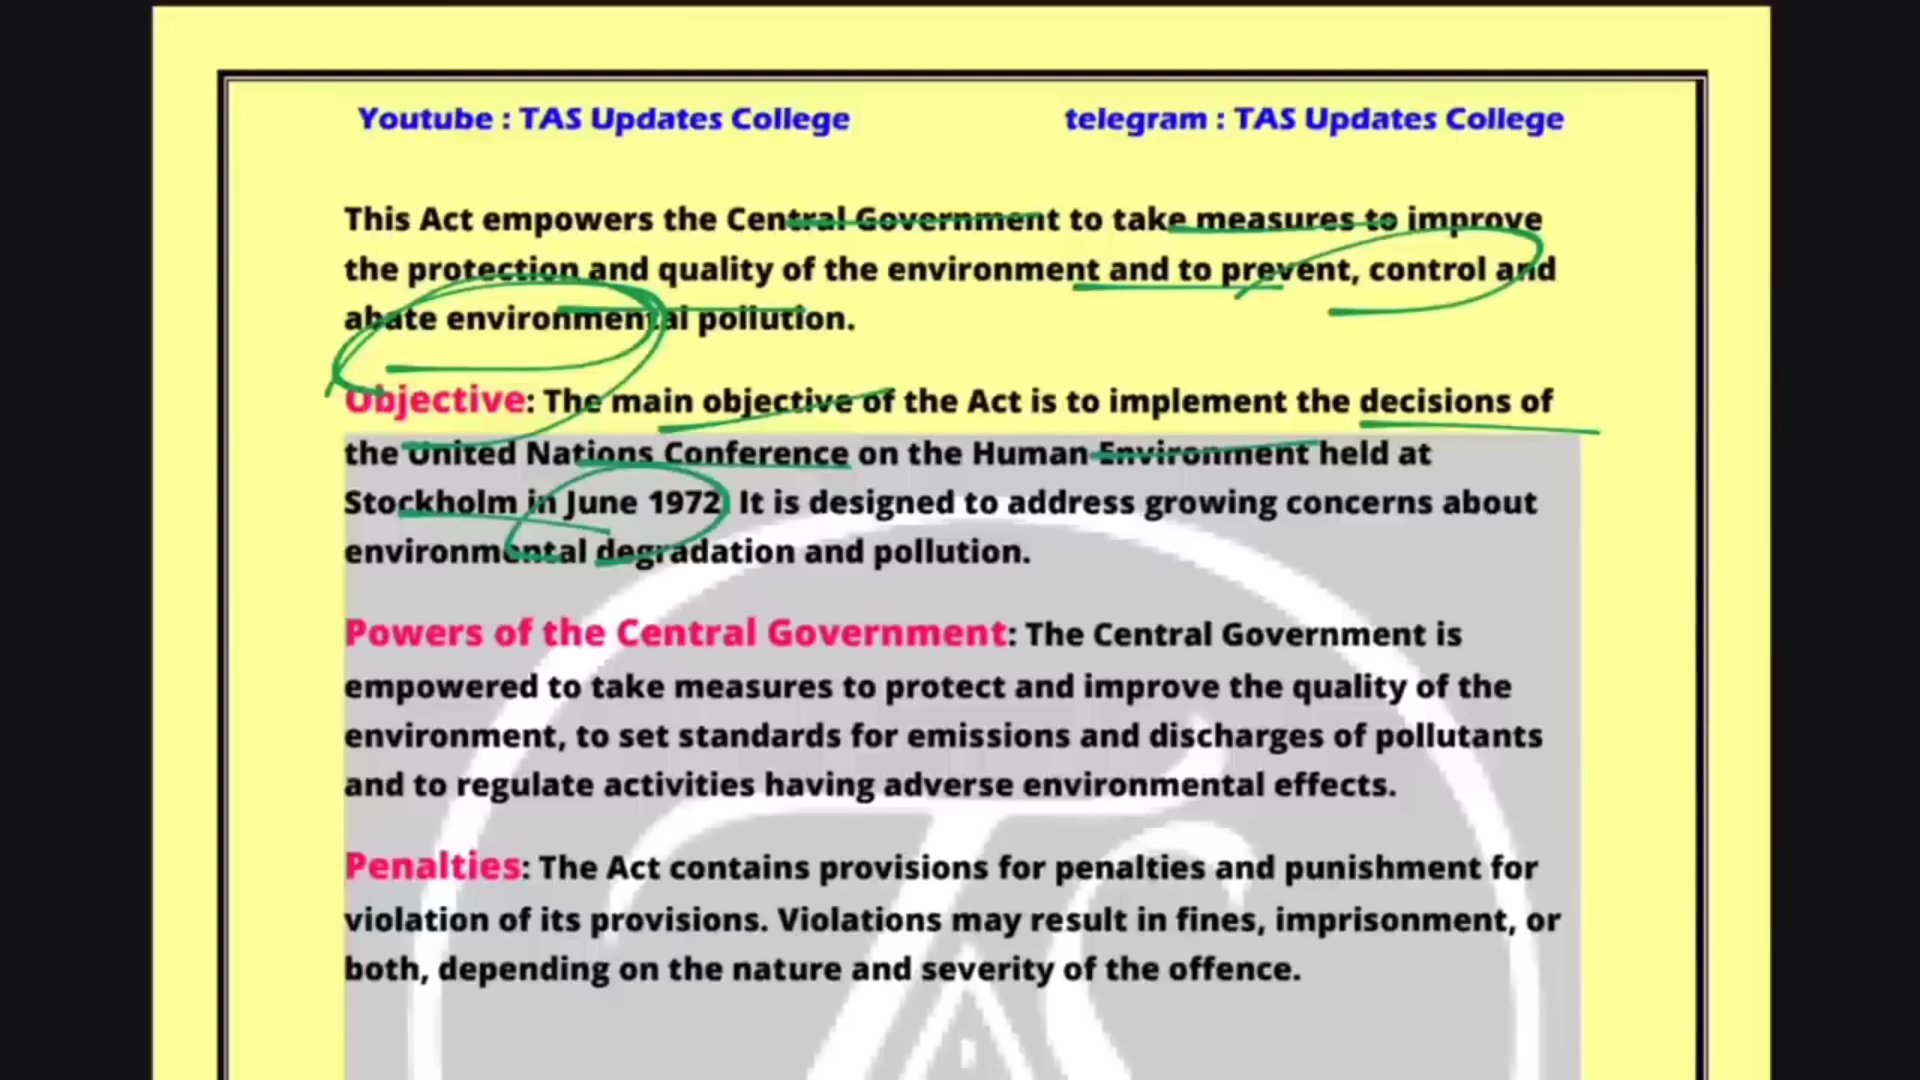 Youtube : TAS Updates College
telegram : TAS Updates College
This Act empowers the Central Government to take measures to improve
the protection and quality of the environment and to prevent, control and
abate environmental pollution.
Objective: The main objective of the Act is to implement the decisions of
the United Nations Conference on the Human Environment held at
Stockholm in June 1972. It is designed to address growing concerns about
environmental degradation and pollution.
Powers of the Central Government: The Central Government is
empowered to take measures to protect and improve the quality of the
environment, to set standards for emissions and discharges of pollutants
and to regulate activities having adverse environmental effects.
Penalties: The Act contains provisions for penalties and punishment for
violation of its provisions. Violations may result in fines, imprisonment, or
both, depending on the nature and severity of the offence.